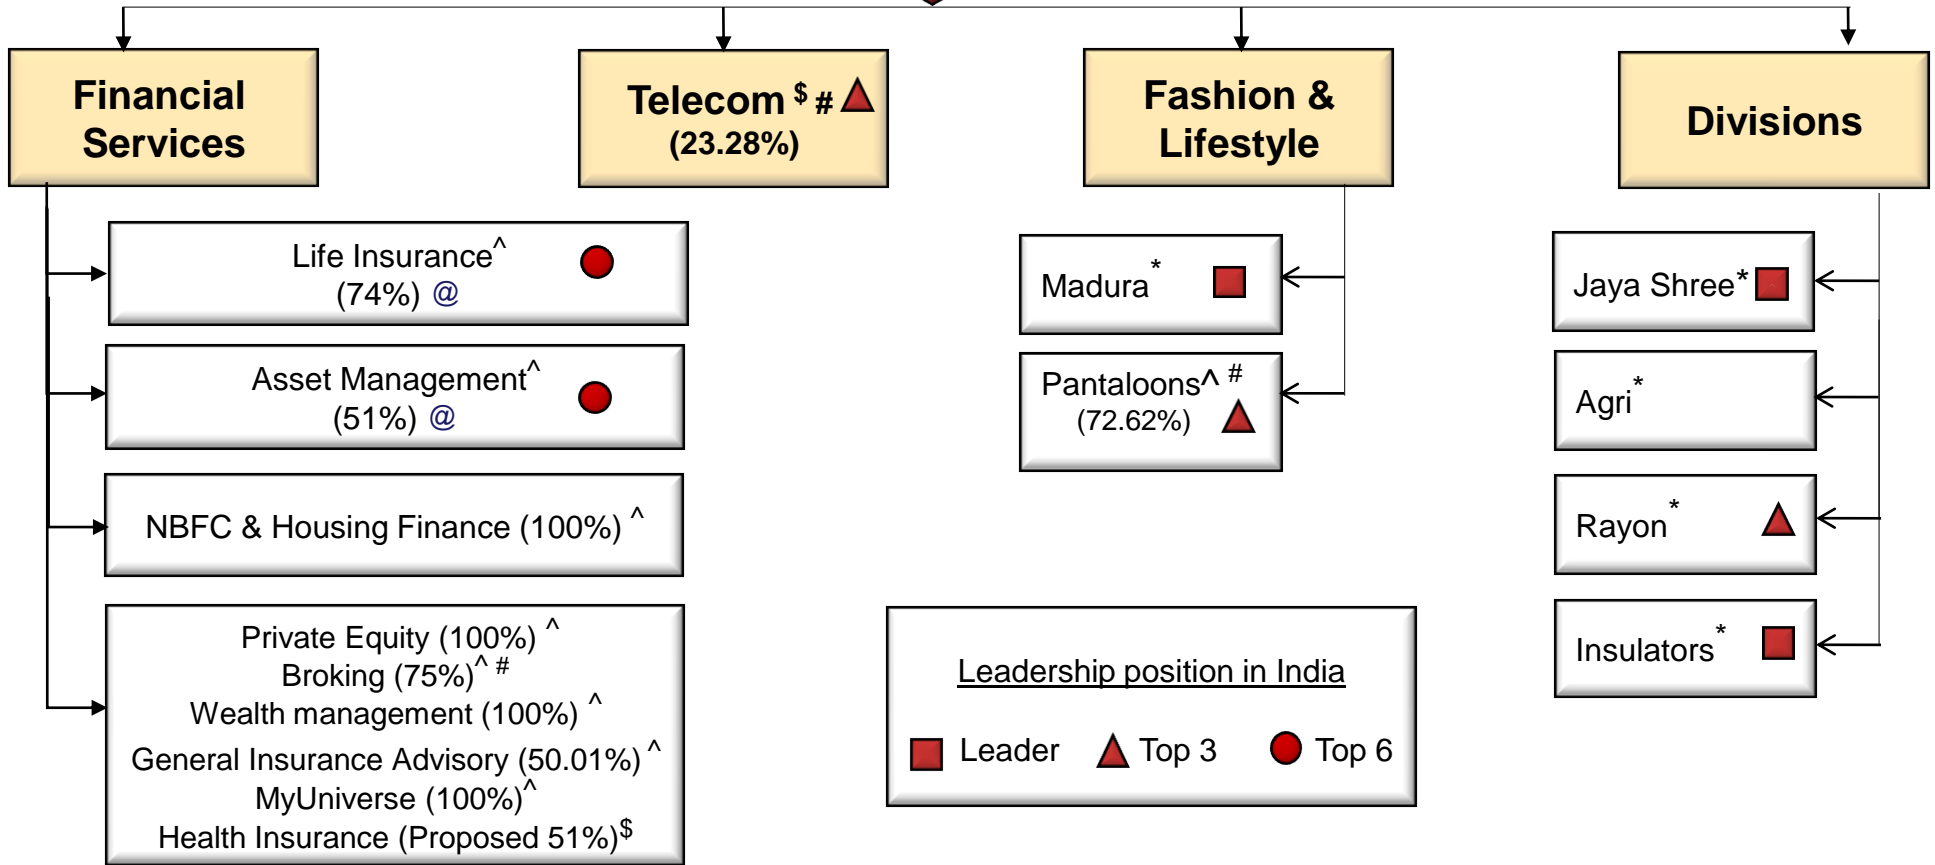 Financial
Services
Telecom $ #
(23.28%)
Fashion &
Lifestyle
Divisions
Life Insurance^
(74%) @
Asset Management^
(51%) @
NBFC & Housing Finance (100%) ^
Private Equity (100%) ^
Broking (75%)^ #
Wealth management (100%) ^
General Insurance Advisory (50.01%) ^
MyUniverse (100%)^
Health Insurance (Proposed 51%)$
Madura*
Pantaloons^ #
(72.62%)
Jaya Shree*
Agri*
Rayon*
Insulators*
Leadership position in India
Leader Top 3 Top 6